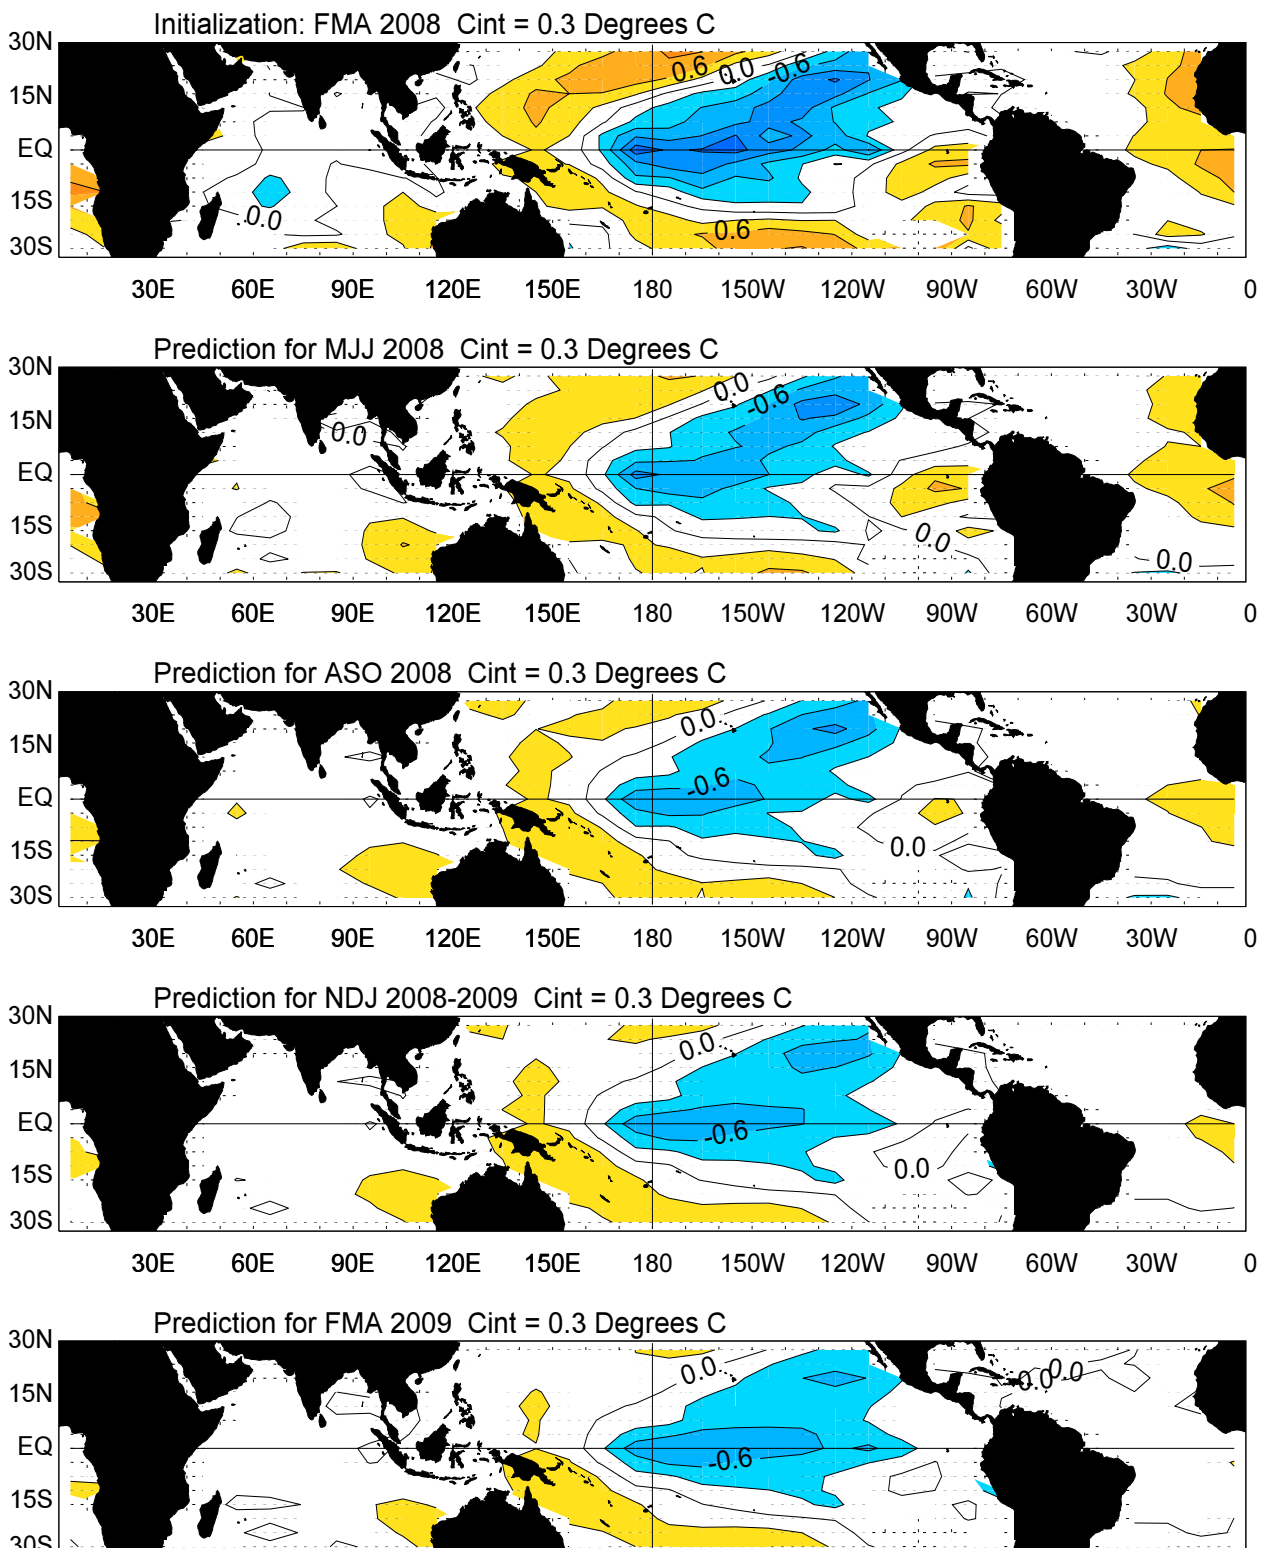 Initialization: FMA 2008 Cint = 0.3 Degrees C
30N
0.6 0.0 -0.6
15N
EQ
15S
0.0
0.6
30S
30E 60E 90E 120E 150E 180 150W 120W 90W 60W 30W 0
Prediction for MJJ 2008 Cint = 0.3 Degrees C
30N
0.0
-0.6
15N
0.0
EQ
15S
0.0
0.0
30S
30E 60E 90E 120E 150E 180 150W 120W 90W 60W 30W 0
Prediction for ASO 2008 Cint = 0.3 Degrees C
30N
0.0
15N
-0.6
EQ
0.0
15S
30S
30E 60E 90E 120E 150E 180 150W 120W 90W 60W 30W 0
Prediction for NDJ 2008-2009 Cint = 0.3 Degrees C
30N
0.0
15N
EQ
-0.6
0.0
15S
30S
30E 60E 90E 120E 150E 180 150W 120W 90W 60W 30W 0
Prediction for FMA 2009 Cint = 0.3 Degrees C
30N
0.0 0.0 0.0
15N
EQ
-0.6
15S
30S